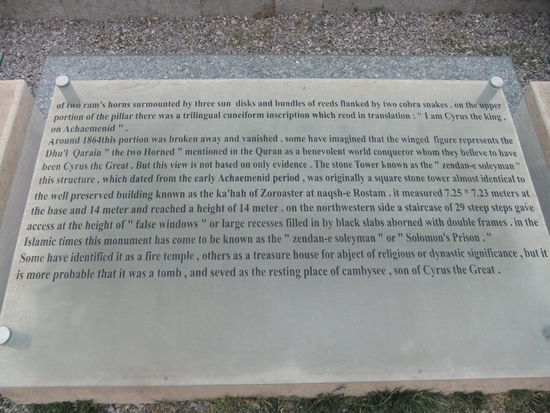 of two ram's horns surmounted by three sun disks and bundles of reeds flanked by two cobra snakes . on the upper
portion of the pillar there was a trilingual cuneiform inscription which reod in translation : " I am Cyrus the king ,
on Achaemenid " .
Around 1864this portion was broken away and vanished . some have imagined that the winged figure represents the
Dhu'l Qarain " the two Horned " mentioned in the Quran as a benevolent world conqueror whom they believe to have
been Cyrus the Great . But this view is not based on only evidence . The stone Tower known as the " zendan-e soleyman "
this structure , which dated from the early Achaemenid period , was originally a square stone tower almost identical to
the well preserved building known as the ka'bah of Zoroaster at naqsh-e Rostam . it measured 7.25 * 7.23 meters at
the base and 14 meter and reached a height of 14 meter . on the northwestern side a staircase of 29 steep steps gave
access at the height of " false windows " or large recesses filled in by black slabs aborned with double frames . in the
Islamic times this monument has come to be known as the " zendan-e soleyman " or " Solomon's Prison . "
Some have identified it as a fire temple , others as a treasure house for abject of religious or dynastic significance , but it
is more probable that it was a tomb , and seved as the resting place of cambysee , son of Cyrus the Great .